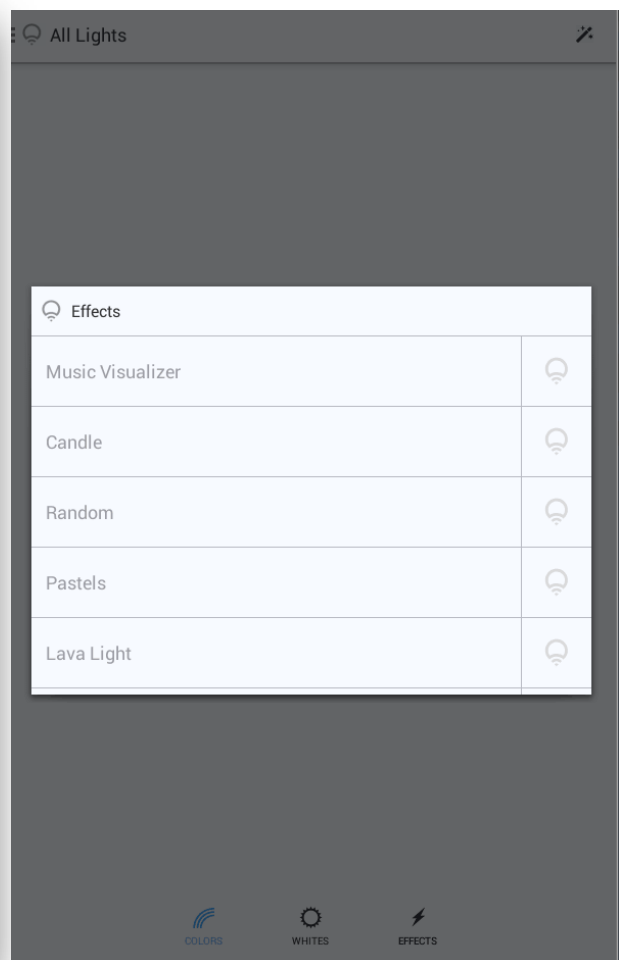 All Lights
Effects
Music Visualizer
Candle
Random
Pastels
Lava Light
COLORS
WHITES
EFFECTS